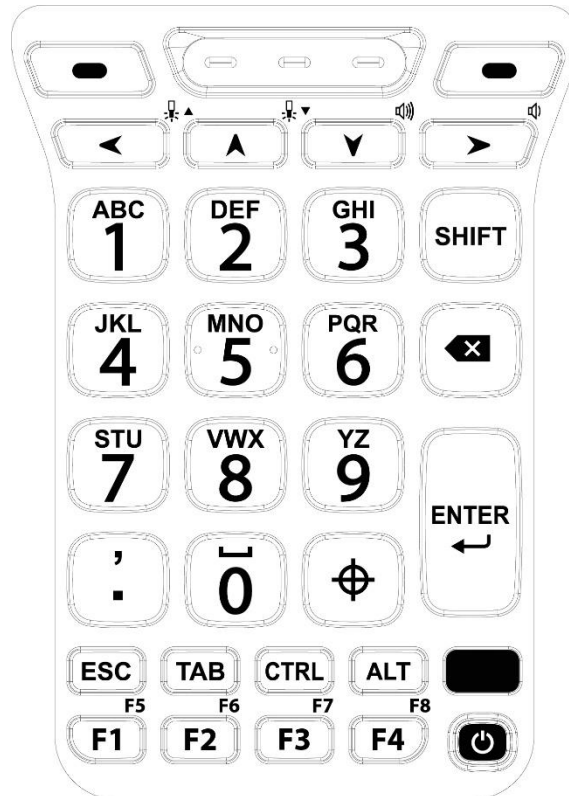 ABC DEF GHI
1 2 3 SHIFT
JKL MNO PQR
4 5 6
STU VWX YZ
7 8 9
ENTER
, 
. 0
ESC TAB CTRL ALT
F5 F6 F7 F8
F1 F2 F3 F4